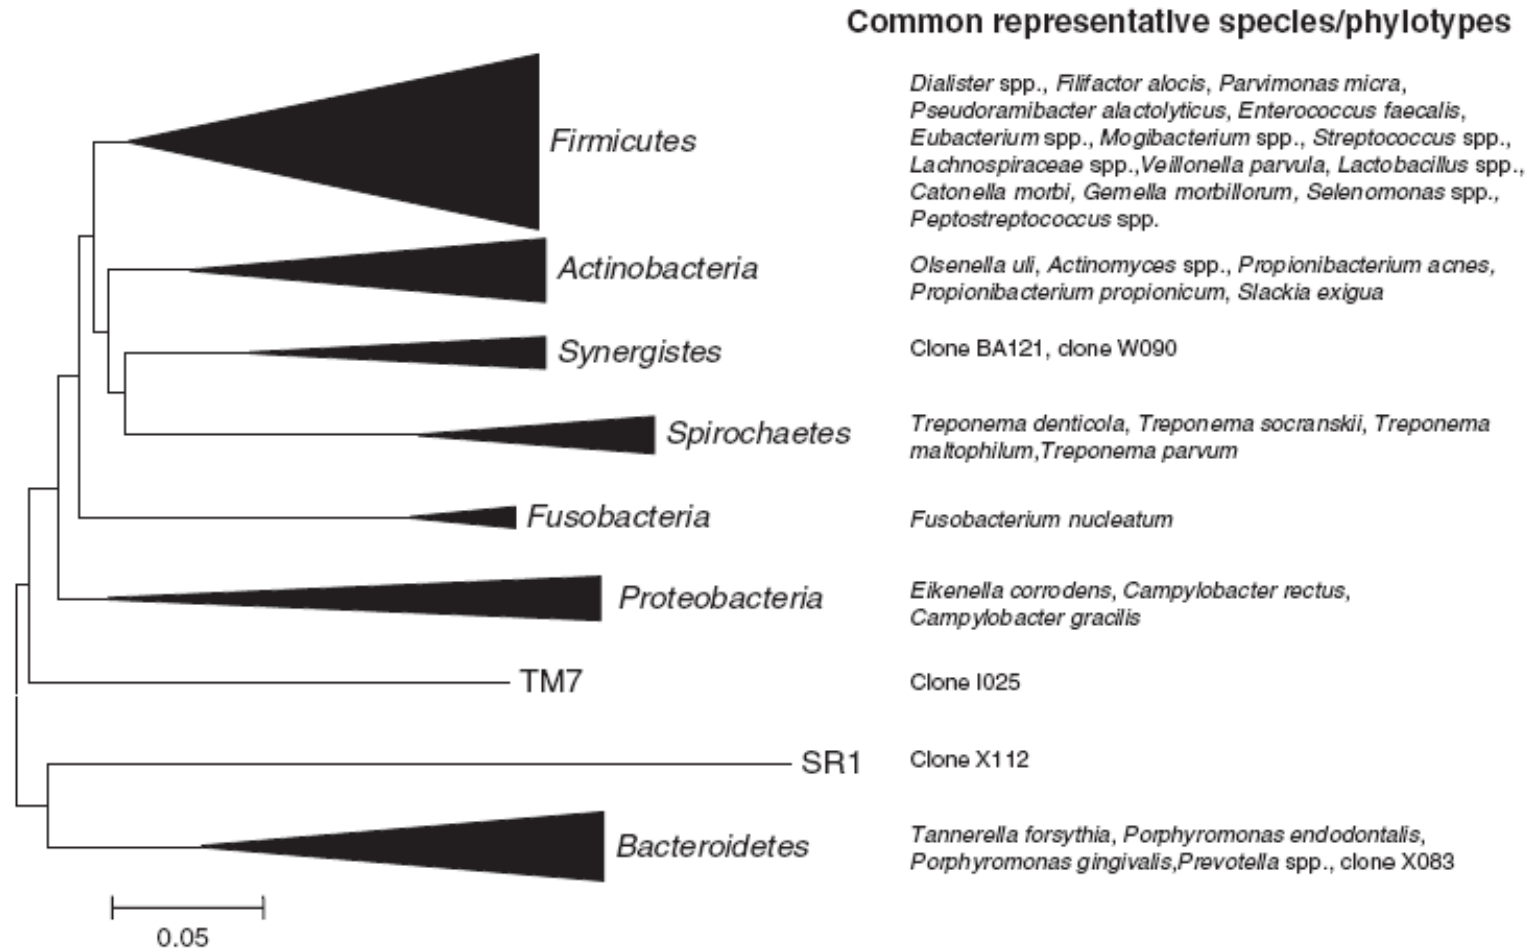 Common representative species/phylotypes
Firmicutes
Dialister spp., Filifactor alocis, Parvimonas micra,
Pseudoramibacter alactolyticus, Enterococcus faecalis,
Eubacterium spp., Mogibacterium spp., Streptococcus spp.,
Lachnospiraceae spp.,Veillonella parvula, Lactobacillus spp.,
Catonella morbi, Gemella morbillorum, Selenomonas spp.,
Peptostreptococcus spp.
Actinobacteria
Olsenella uli, Actinomyces spp., Propionibacterium acnes,
Propionibacterium propionicum, Slackia exigua
Synergistes
Clone BA121, clone W090
Spirochaetes
Treponema denticola, Treponema socranskii, Treponema
maltophilum,Treponema parvum
Fusobacteria
Fusobacterium nucleatum
Proteobacteria
Eikenella corrodens, Campylobacter rectus,
Campylobacter gracilis
TM7
Clone I025
SR1
Clone X112
Bacteroidetes
Tannerella forsythia, Porphyromonas endodontalis,
Porphyromonas gingivalis,Prevotella spp., clone X083
0.05